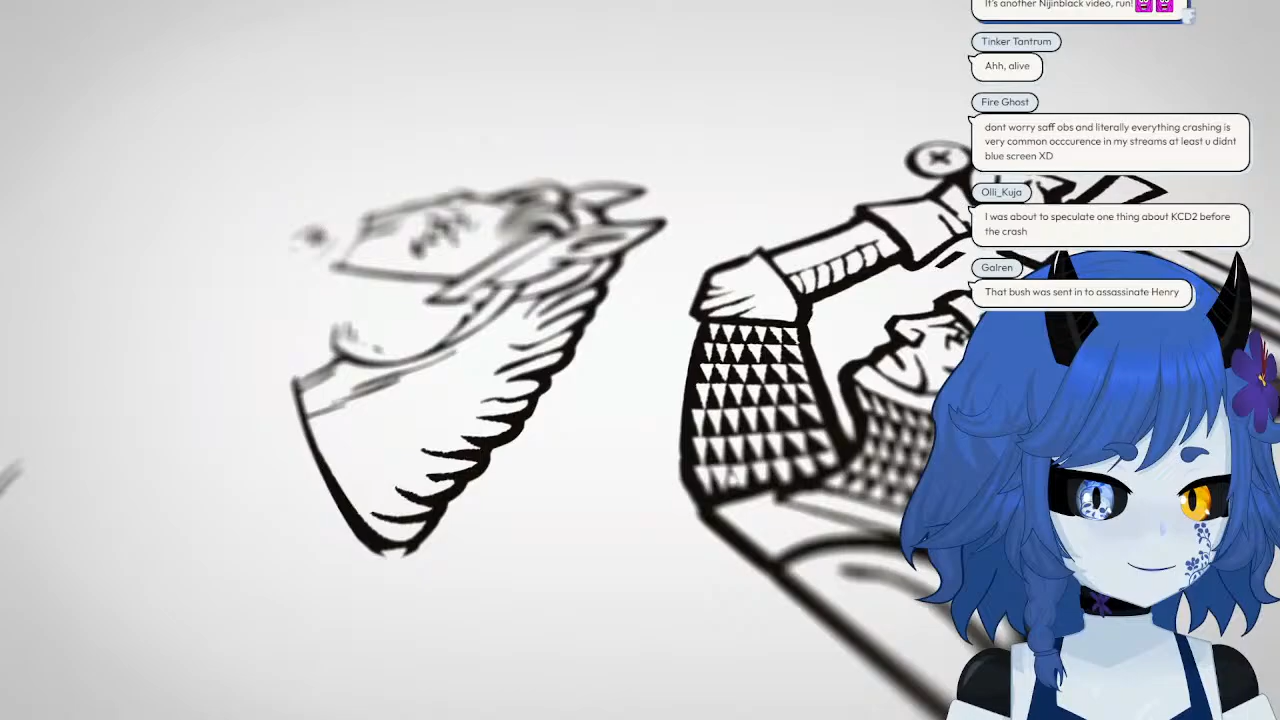 It's another Nijinblack video, run!
Tinker Tantrum
Ahh, alive
Fire Ghost
dont worry saff obs and literally everything crashing is
very common occcurence in my streams at least u didnt
blue screen XD
Olli_Kuja
I was about to speculate one thing about KCD2 before
the crash
Galren
That bush was sent in to assassinate Henry